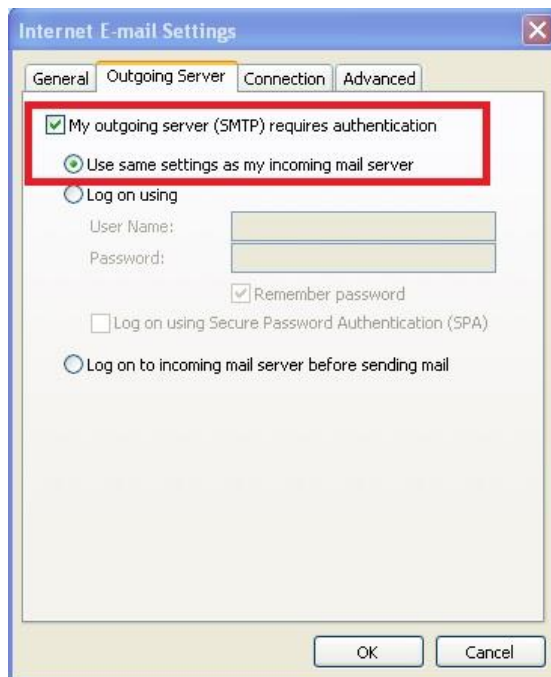 Internet E-mail Settings
General Outgoing Server Connection Advanced
My outgoing server (SMTP) requires authentication
Use same settings as my incoming mail server
Log on using
User Name:
Password:
Remember password
Log on using Secure Password Authentication (SPA)
Log on to incoming mail server before sending mail
OK Cancel